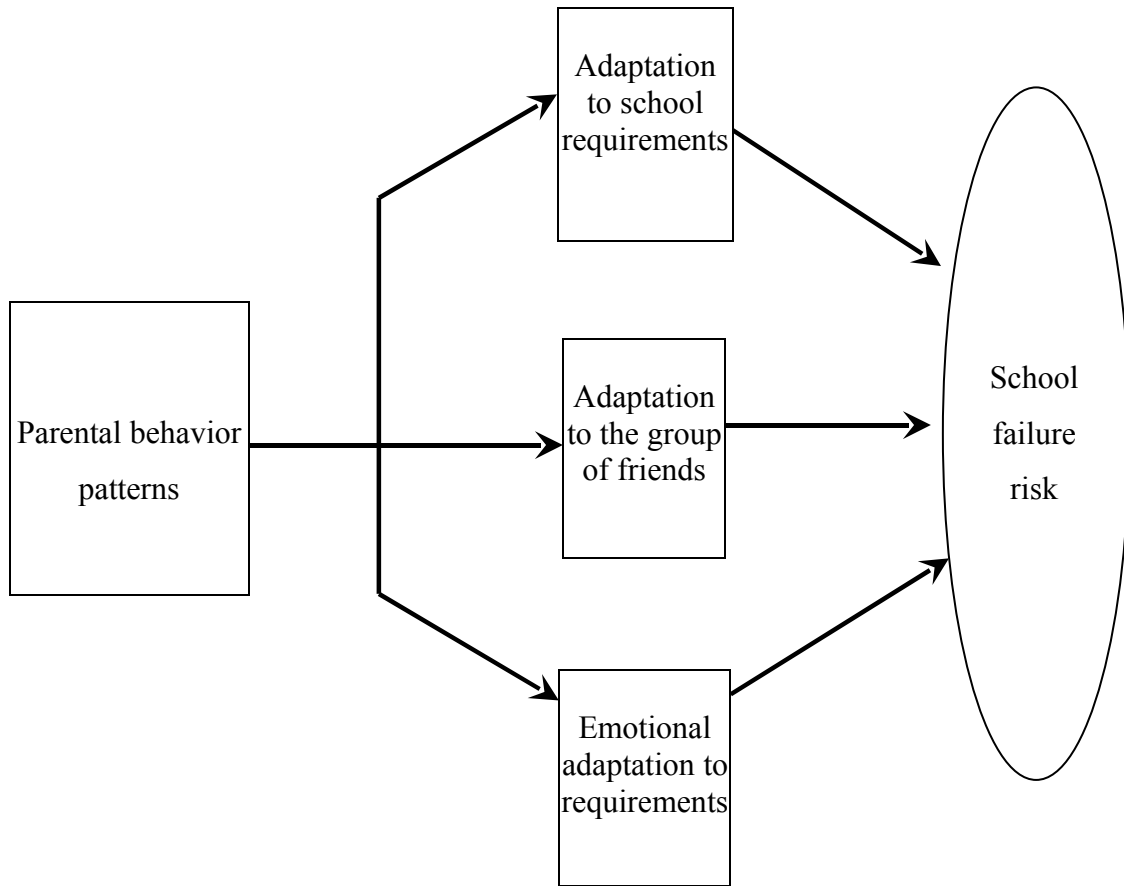 Parental behavior
patterns
Adaptation
to school
requirements
Adaptation
to the group
of friends
Emotional
adaptation to
requirements
School
failure
risk